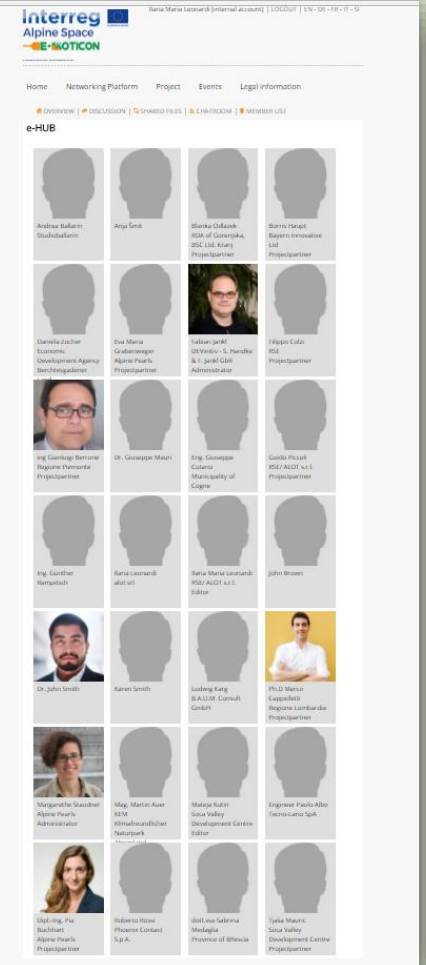 Ilaria Maria Leonardi [internal account] | LOGOUT | EN - DE - FR - IT - SI
Interreg
Alpine Space
E-MOTICON
Home Networking Platform Project Events Legal information
OVERVIEW | DISCUSSION | SHARED FILES | CHATROOM | MEMBER LIST
e-HUB
Andrea Ballarin
Studioballarin
Anja Šmit
Blanka Odlazek
RDA of Gorenjska,
BSC Ltd. Kranj
Projectpartner
Borris Haupt
Bayern Innovative
Ltd
Projectpartner
Daniela Zocher
Economic
Development Agency
Berchtesgadener
Eva Maria
Grabenweger
Alpine Pearls
Projectpartner
Fabian Jankl
DEVmtiv - S. Handke
& F. Jankl GbR
Administrator
Filippo Colzi
RSE
Projectpartner
Ing Gianluigi Berrone
Regione Piemonte
Projectpartner
Dr. Giuseppe Mauri
Eng. Giuseppe
Cutano
Municipality of
Cogne
Guido Piccoli
RSE/ ALOT s.r.l.
Projectpartner
Ing. Günther
Rampitsch
Ilaria Leonardi
alot srl
Ilaria Maria Leonardi
RSE/ ALOT s.r.l.
Editor
John Brown
Dr. John Smith
Karen Smith
Ludwig Karg
B.A.U.M. Consult
GmbH
Ph.D Marco
Cappelletti
Regione Lombardia
Projectpartner
Margarethe Staudner
Alpine Pearls
Administrator
Mag. Martin Auer
KEM
Klimafreundlicher
Naturpark
Mateja Kutin
Soca Valley
Development Centre
Editor
Engineer Paolo Albo
Tecno-Lario SpA
Dipl.-Ing. Pia
Buchhart
Alpine Pearls
Projectpartner
Roberto Rossi
Phoenix Contact
S.p.A.
dott.ssa Sabrina
Medaglia
Province of BRescia
Tjaša Mauric
Soca Valley
Development Centre
Projectpartner